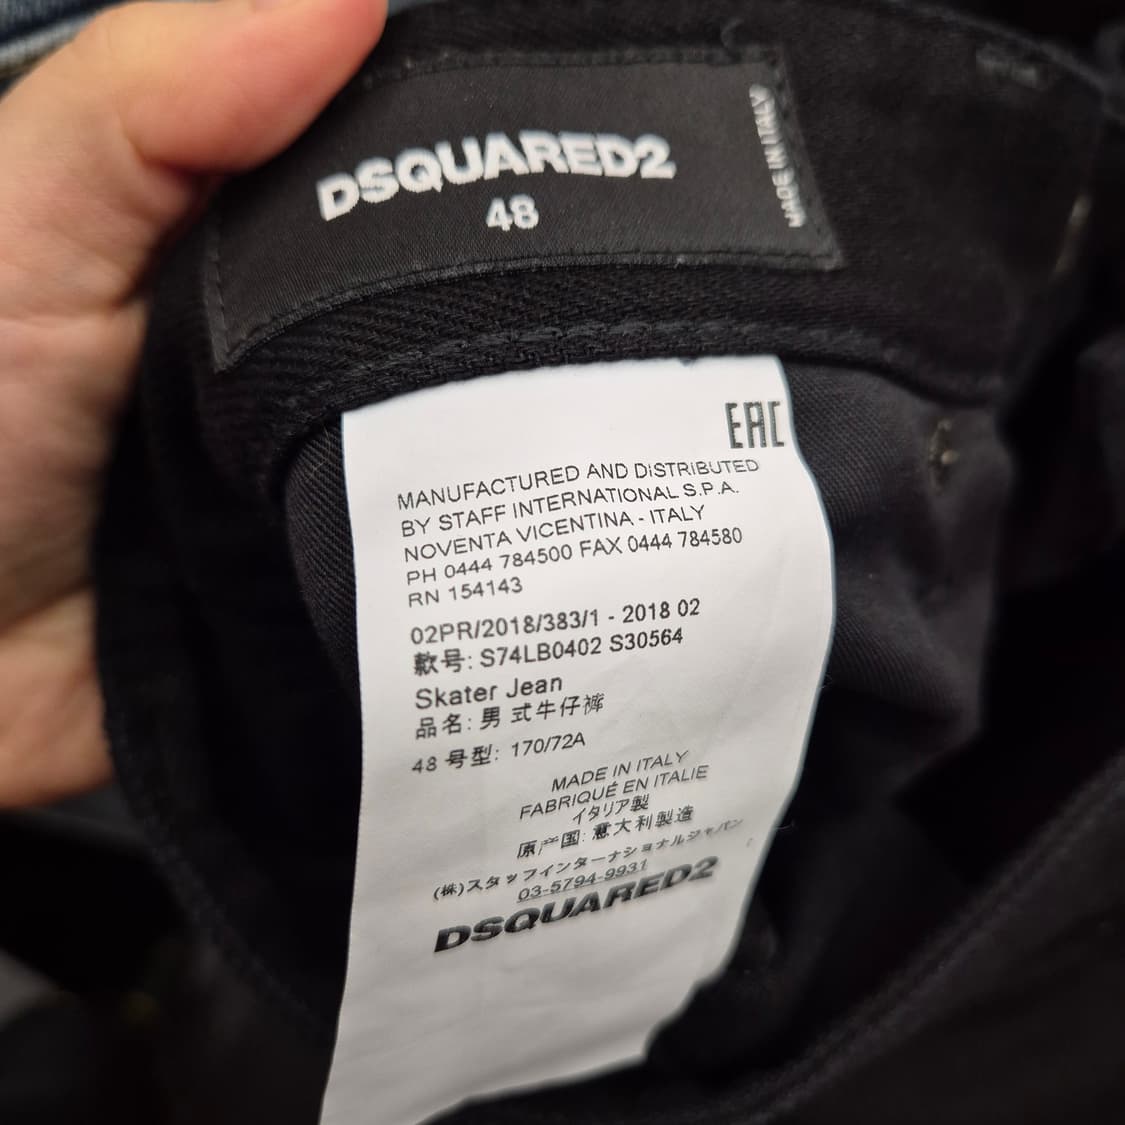 DSQUARED2
48
MADE IN ITALY
EAC
MANUFACTURED AND DISTRIBUTED
BY STAFF INTERNATIONAL S.P.A.
NOVENTA VICENTINA - ITALY
PH 0444 784500 FAX 0444 784580
RN 154143
02PR/2018/383/1 - 2018 02
款号: S74LB0402 S30564
Skater Jean
品名: 男 式牛仔裤
48 号型: 170/72A
MADE IN ITALY
FABRIQUÉ EN ITALIE
イタリア製
原产国: 意大利製造
(株)スタッフインターナショナルジャパン
03-5794-9931
DSQUARED2